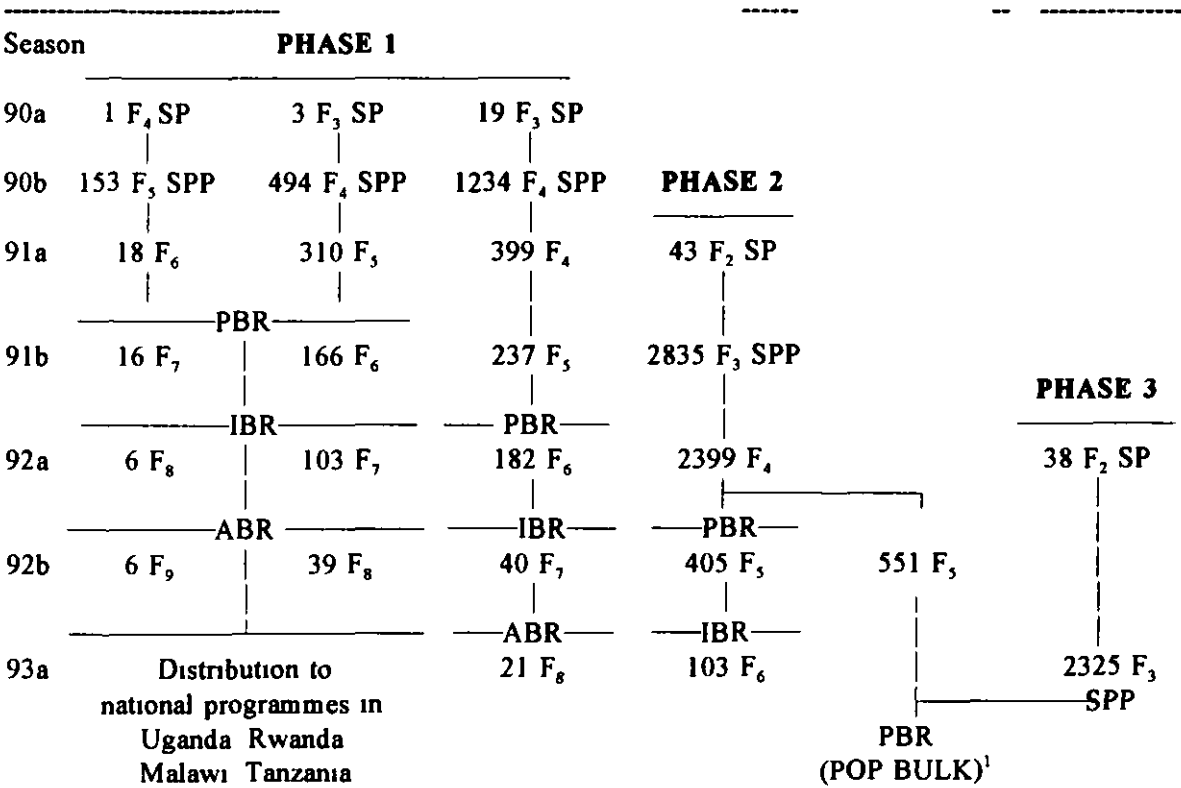 Season PHASE 1
90a 1 F₄ SP 3 F₃ SP 19 F₃ SP
90b 153 F₅ SPP 494 F₄ SPP 1234 F₄ SPP PHASE 2
91a 18 F₆ 310 F₅ 399 F₄ 43 F₂ SP
PBR
91b 16 F₇ 166 F₆ 237 F₅ 2835 F₃ SPP
PHASE 3
IBR PBR
92a 6 F₈ 103 F₇ 182 F₆ 2399 F₄ 38 F₂ SP
ABR IBR PBR
92b 6 F₉ 39 F₈ 40 F₇ 405 F₅ 551 F₅
ABR IBR
93a Distribution to 21 F₈ 103 F₆ 2325 F₃
national programmes in SPP
Uganda Rwanda PBR
Malawi Tanzania (POP BULK)¹